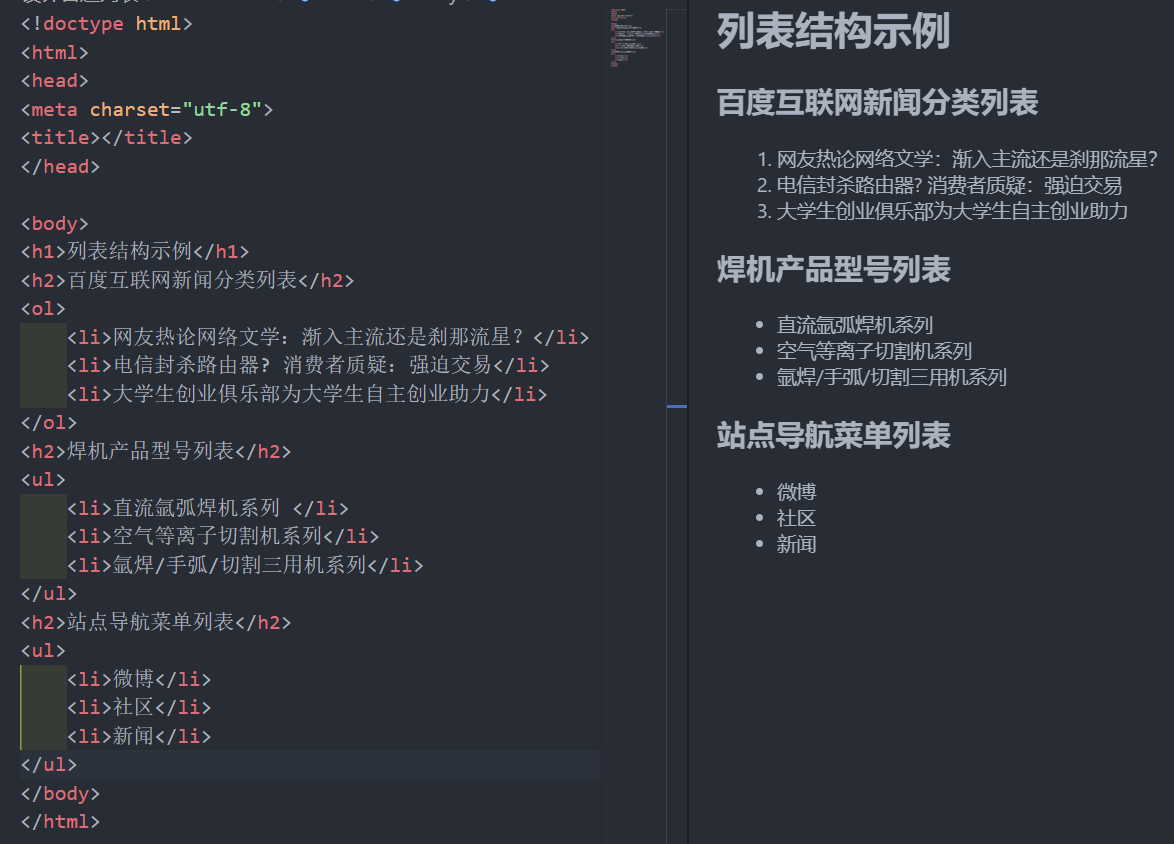 <!doctype html>
<html>
<head>
<meta charset="utf-8">
<title></title>
</head>
<body>
<h1>列表结构示例</h1>
<h2>百度互联网新闻分类列表</h2>
<ol>
<li>网友热论网络文学：渐入主流还是刹那流星？</li>
<li>电信封杀路由器? 消费者质疑：强迫交易</li>
<li>大学生创业俱乐部为大学生自主创业助力</li>
</ol>
<h2>焊机产品型号列表</h2>
<ul>
<li>直流氩弧焊机系列 </li>
<li>空气等离子切割机系列</li>
<li>氩焊/手弧/切割三用机系列</li>
</ul>
<h2>站点导航菜单列表</h2>
<ul>
<li>微博</li>
<li>社区</li>
<li>新闻</li>
</ul>
</body>
</html>
列表结构示例
百度互联网新闻分类列表
1. 网友热论网络文学：渐入主流还是刹那流星？
2. 电信封杀路由器? 消费者质疑：强迫交易
3. 大学生创业俱乐部为大学生自主创业助力
焊机产品型号列表
• 直流氩弧焊机系列
• 空气等离子切割机系列
• 氩焊/手弧/切割三用机系列
站点导航菜单列表
• 微博
• 社区
• 新闻